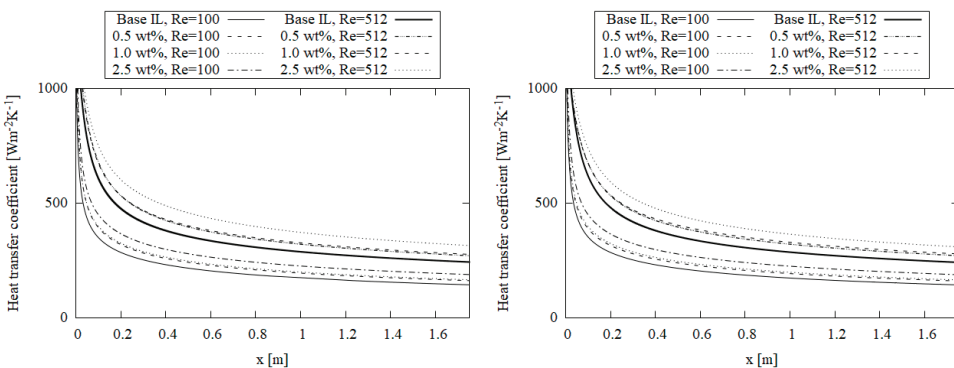 Base IL, Re=100 Base IL, Re=512
0.5 wt%, Re=100 0.5 wt%, Re=512
1.0 wt%, Re=100 1.0 wt%, Re=512
2.5 wt%, Re=100 2.5 wt%, Re=512
1000
500
0
Heat transfer coefficient [Wm⁻²K⁻¹]
0 0.2 0.4 0.6 0.8 1 1.2 1.4 1.6
x [m]
Base IL, Re=100 Base IL, Re=512
0.5 wt%, Re=100 0.5 wt%, Re=512
1.0 wt%, Re=100 1.0 wt%, Re=512
2.5 wt%, Re=100 2.5 wt%, Re=512
1000
500
0
Heat transfer coefficient [Wm⁻²K⁻¹]
0 0.2 0.4 0.6 0.8 1 1.2 1.4 1.6
x [m]